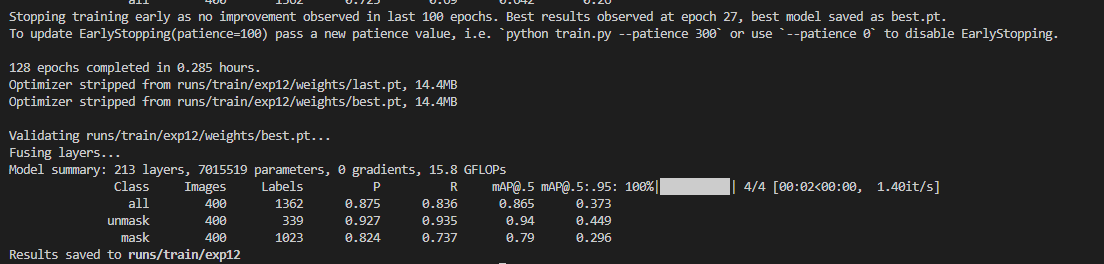 all 400 1362 0.725 0.69 0.642 0.26
Stopping training early as no improvement observed in last 100 epochs. Best results observed at epoch 27, best model saved as best.pt.
To update EarlyStopping(patience=100) pass a new patience value, i.e. `python train.py --patience 300` or use `--patience 0` to disable EarlyStopping.
128 epochs completed in 0.285 hours.
Optimizer stripped from runs/train/exp12/weights/last.pt, 14.4MB
Optimizer stripped from runs/train/exp12/weights/best.pt, 14.4MB
Validating runs/train/exp12/weights/best.pt...
Fusing layers...
Model summary: 213 layers, 7015519 parameters, 0 gradients, 15.8 GFLOPs
Class Images Labels P R mAP@.5 mAP@.5:.95: 100%|██████████| 4/4 [00:02<00:00, 1.40it/s]
all 400 1362 0.875 0.836 0.865 0.373
unmask 400 339 0.927 0.935 0.94 0.449
mask 400 1023 0.824 0.737 0.79 0.296
Results saved to runs/train/exp12